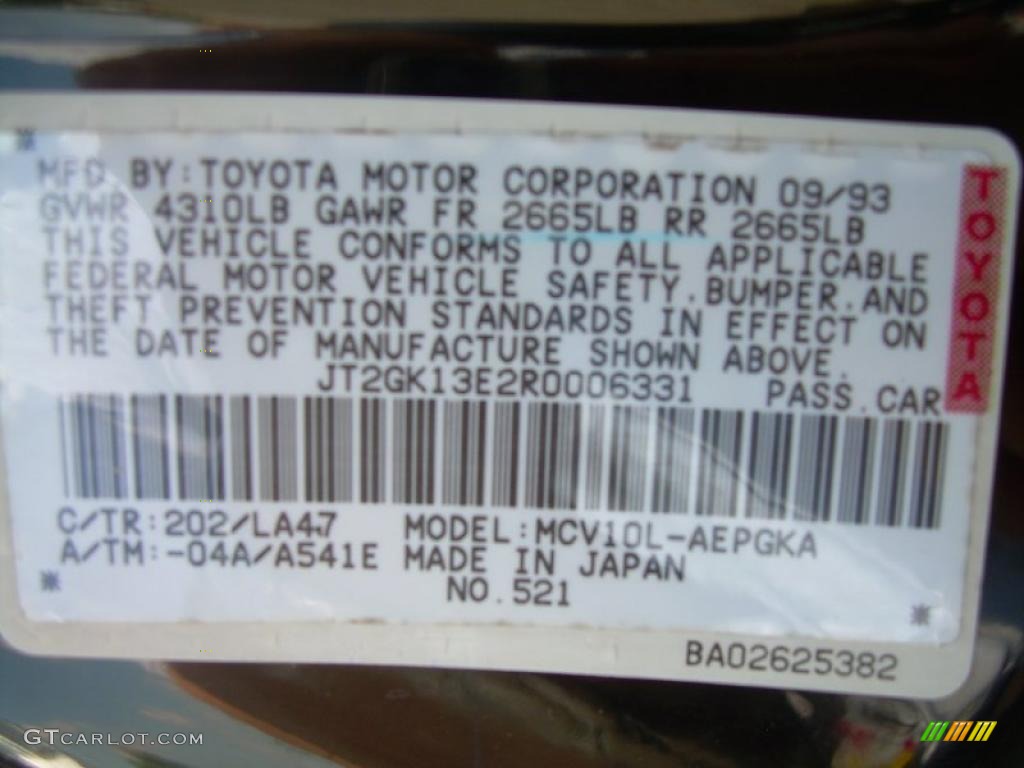 MFD. BY: TOYOTA MOTOR CORPORATION 09/93
GVWR 4310LB GAWR FR 2665LB RR 2665LB
THIS VEHICLE CONFORMS TO ALL APPLICABLE
FEDERAL MOTOR VEHICLE SAFETY, BUMPER, AND
THEFT PREVENTION STANDARDS IN EFFECT ON
THE DATE OF MANUFACTURE SHOWN ABOVE.
JT2GK13E2R0006331 PASS. CAR
TOYOTA
C/TR: 202/LA47 MODEL: MCV10L-AEPGKA
A/TM: -04A/A541E MADE IN JAPAN
NO. 521
BA02625382
GTCARLOT.COM